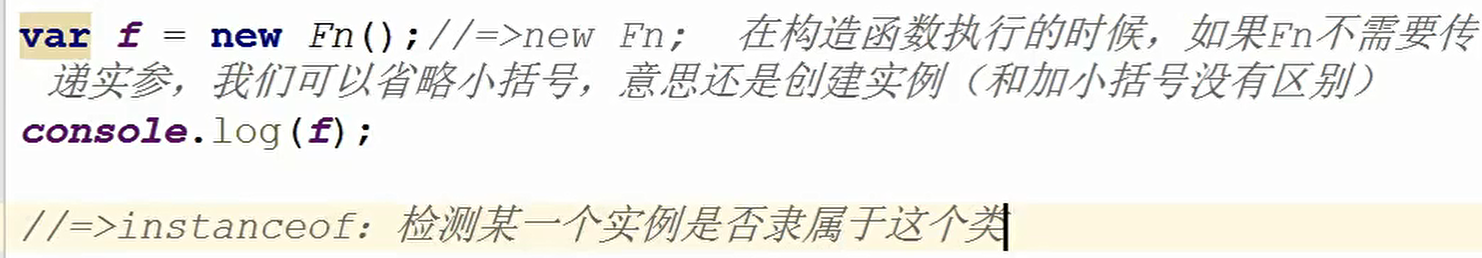 var f = new Fn();//=>new Fn;  在构造函数执行的时候，如果Fn不需要传
递实参，我们可以省略小括号，意思还是创建实例（和加小括号没有区别）
console.log(f);
//=>instanceof：检测某一个实例是否隶属于这个类